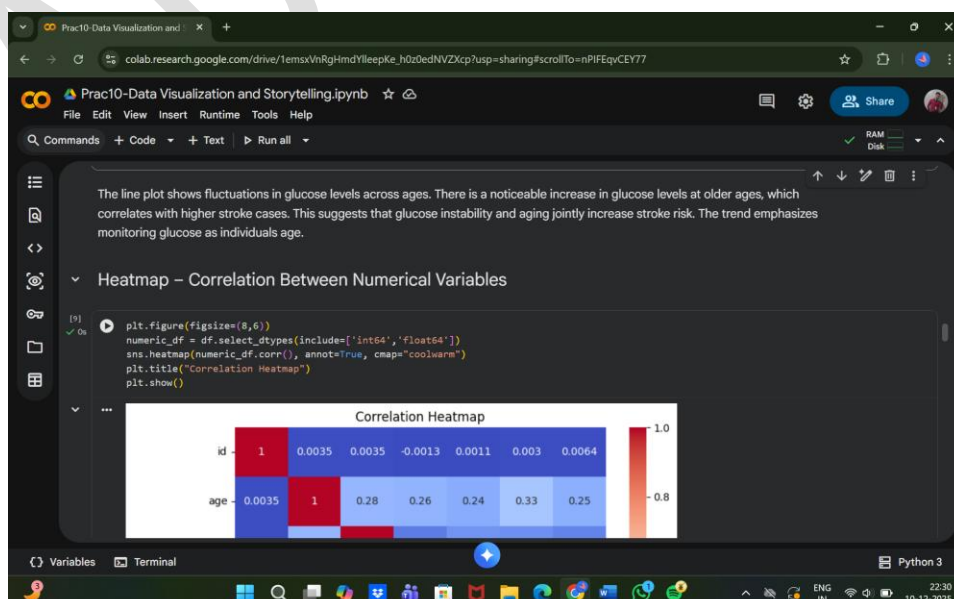 Prac10-Data Visualization and S
colab.research.google.com/drive/1emsxVnRgHmdYlleepKe_h0z0edNVZXcp?usp=sharing#scrollTo=nPlFEqvCEY77
Prac10-Data Visualization and Storytelling.ipynb
Share
File Edit View Insert Runtime Tools Help
Commands + Code + Text Run all
RAM
Disk
The line plot shows fluctuations in glucose levels across ages. There is a noticeable increase in glucose levels at older ages, which
correlates with higher stroke cases. This suggests that glucose instability and aging jointly increase stroke risk. The trend emphasizes
monitoring glucose as individuals age.
Heatmap – Correlation Between Numerical Variables
[9]
0s
plt.figure(figsize=(8,6))
numeric_df = df.select_dtypes(include=['int64','float64'])
sns.heatmap(numeric_df.corr(), annot=True, cmap="coolwarm")
plt.title("Correlation Heatmap")
plt.show()
Correlation Heatmap
id 1 0.0035 0.0035 -0.0013 0.0011 0.003 0.0064
1.0
age 0.0035 1 0.28 0.26 0.24 0.33 0.25
0.8
Variables Terminal
Python 3
3
ENG
IN
22:30
10-12-2025